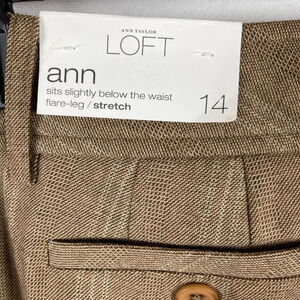 ANN TAYLOR
LOFT
ann
sits slightly below the waist
flare-leg / stretch
14